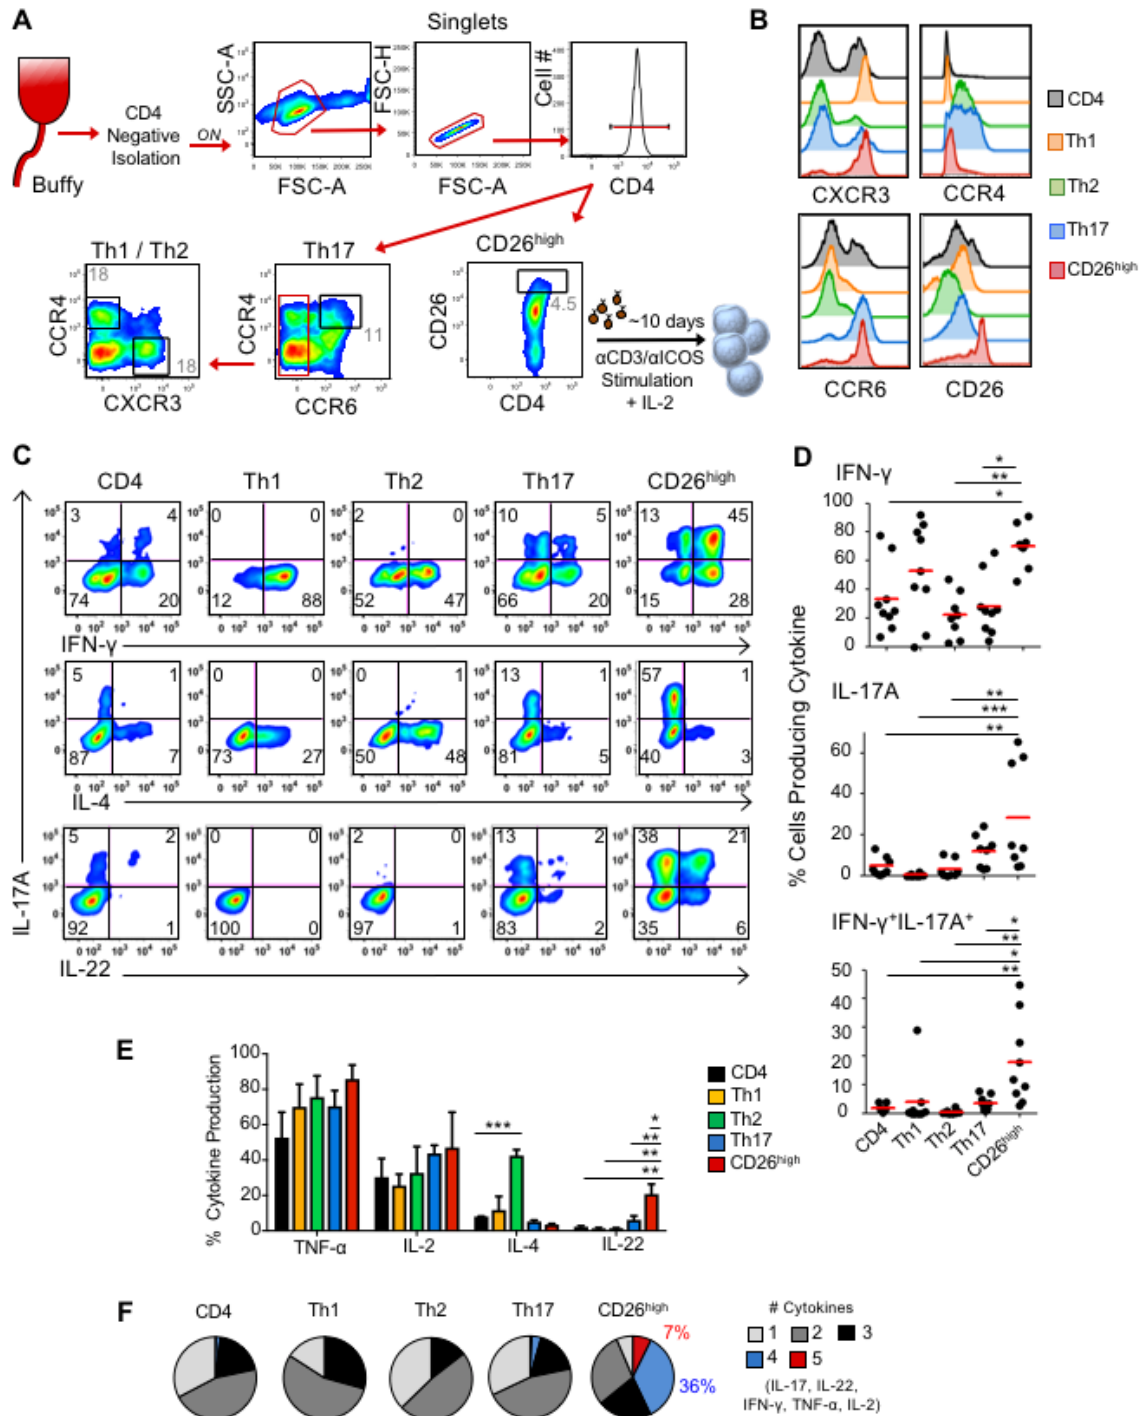 A
Singlets
Buffy
CD4
Negative
Isolation
ON
SSC-A
FSC-A
FSC-H
FSC-A
Cell #
CD4
Th1 / Th2
CCR4
18
18
CXCR3
Th17
CCR4
11
CCR6
CD26high
CD26
4.5
CD4
~10 days
αCD3/αICOS
Stimulation
+ IL-2
B
CXCR3
CCR4
CCR6
CD26
CD4
Th1
Th2
Th17
CD26high
C
CD4 Th1 Th2 Th17 CD26high
3 4 0 0 2 0 10 5 13 45
74 20 12 88 52 47 66 20 15 28
IFN-γ
5 1 0 0 0 1 13 1 57 1
87 7 73 27 50 48 81 5 40 3
IL-4
5 2 0 0 2 0 13 2 38 21
92 1 100 0 97 1 83 2 35 6
IL-22
IL-17A
D
% Cells Producing Cytokine
IFN-γ
*
**
*
100
80
60
40
20
0
IL-17A
**
***
**
60
40
20
0
IFN-γ+IL-17A+
*
**
*
**
50
40
30
20
10
0
CD4 Th1 Th2 Th17 CD26high
E
% Cytokine Production
100
80
60
40
20
0
***
*
**
**
**
TNF-α IL-2 IL-4 IL-22
CD4
Th1
Th2
Th17
CD26high
F
CD4 Th1 Th2 Th17 CD26high
7%
36%
# Cytokines
1 2 3
4 5
(IL-17, IL-22,
IFN-γ, TNF-α, IL-2)